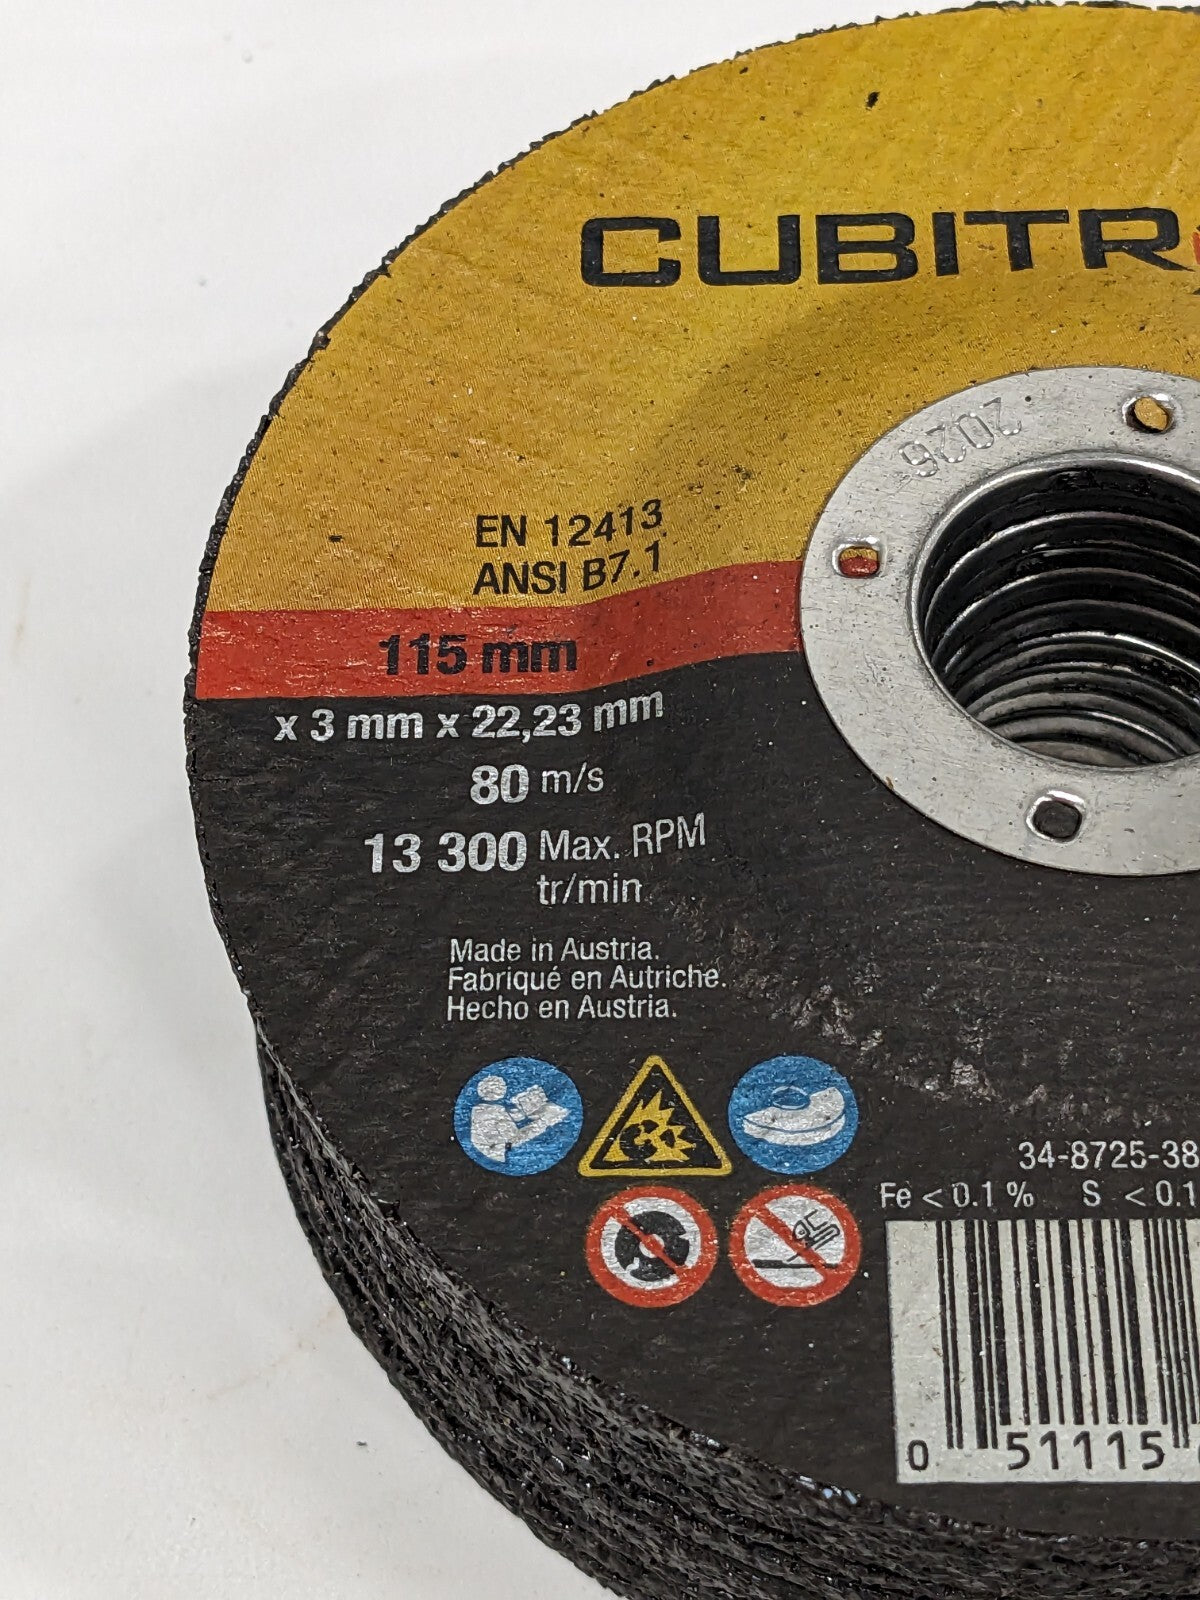 CUBITR
2026
EN 12413
ANSI B7.1
115 mm
x 3 mm x 22,23 mm
80 m/s
13 300 Max. RPM
tr/min
Made in Austria.
Fabriqué en Autriche.
Hecho en Austria.
34-8725-38
Fe < 0.1 % S < 0.1
0 51115